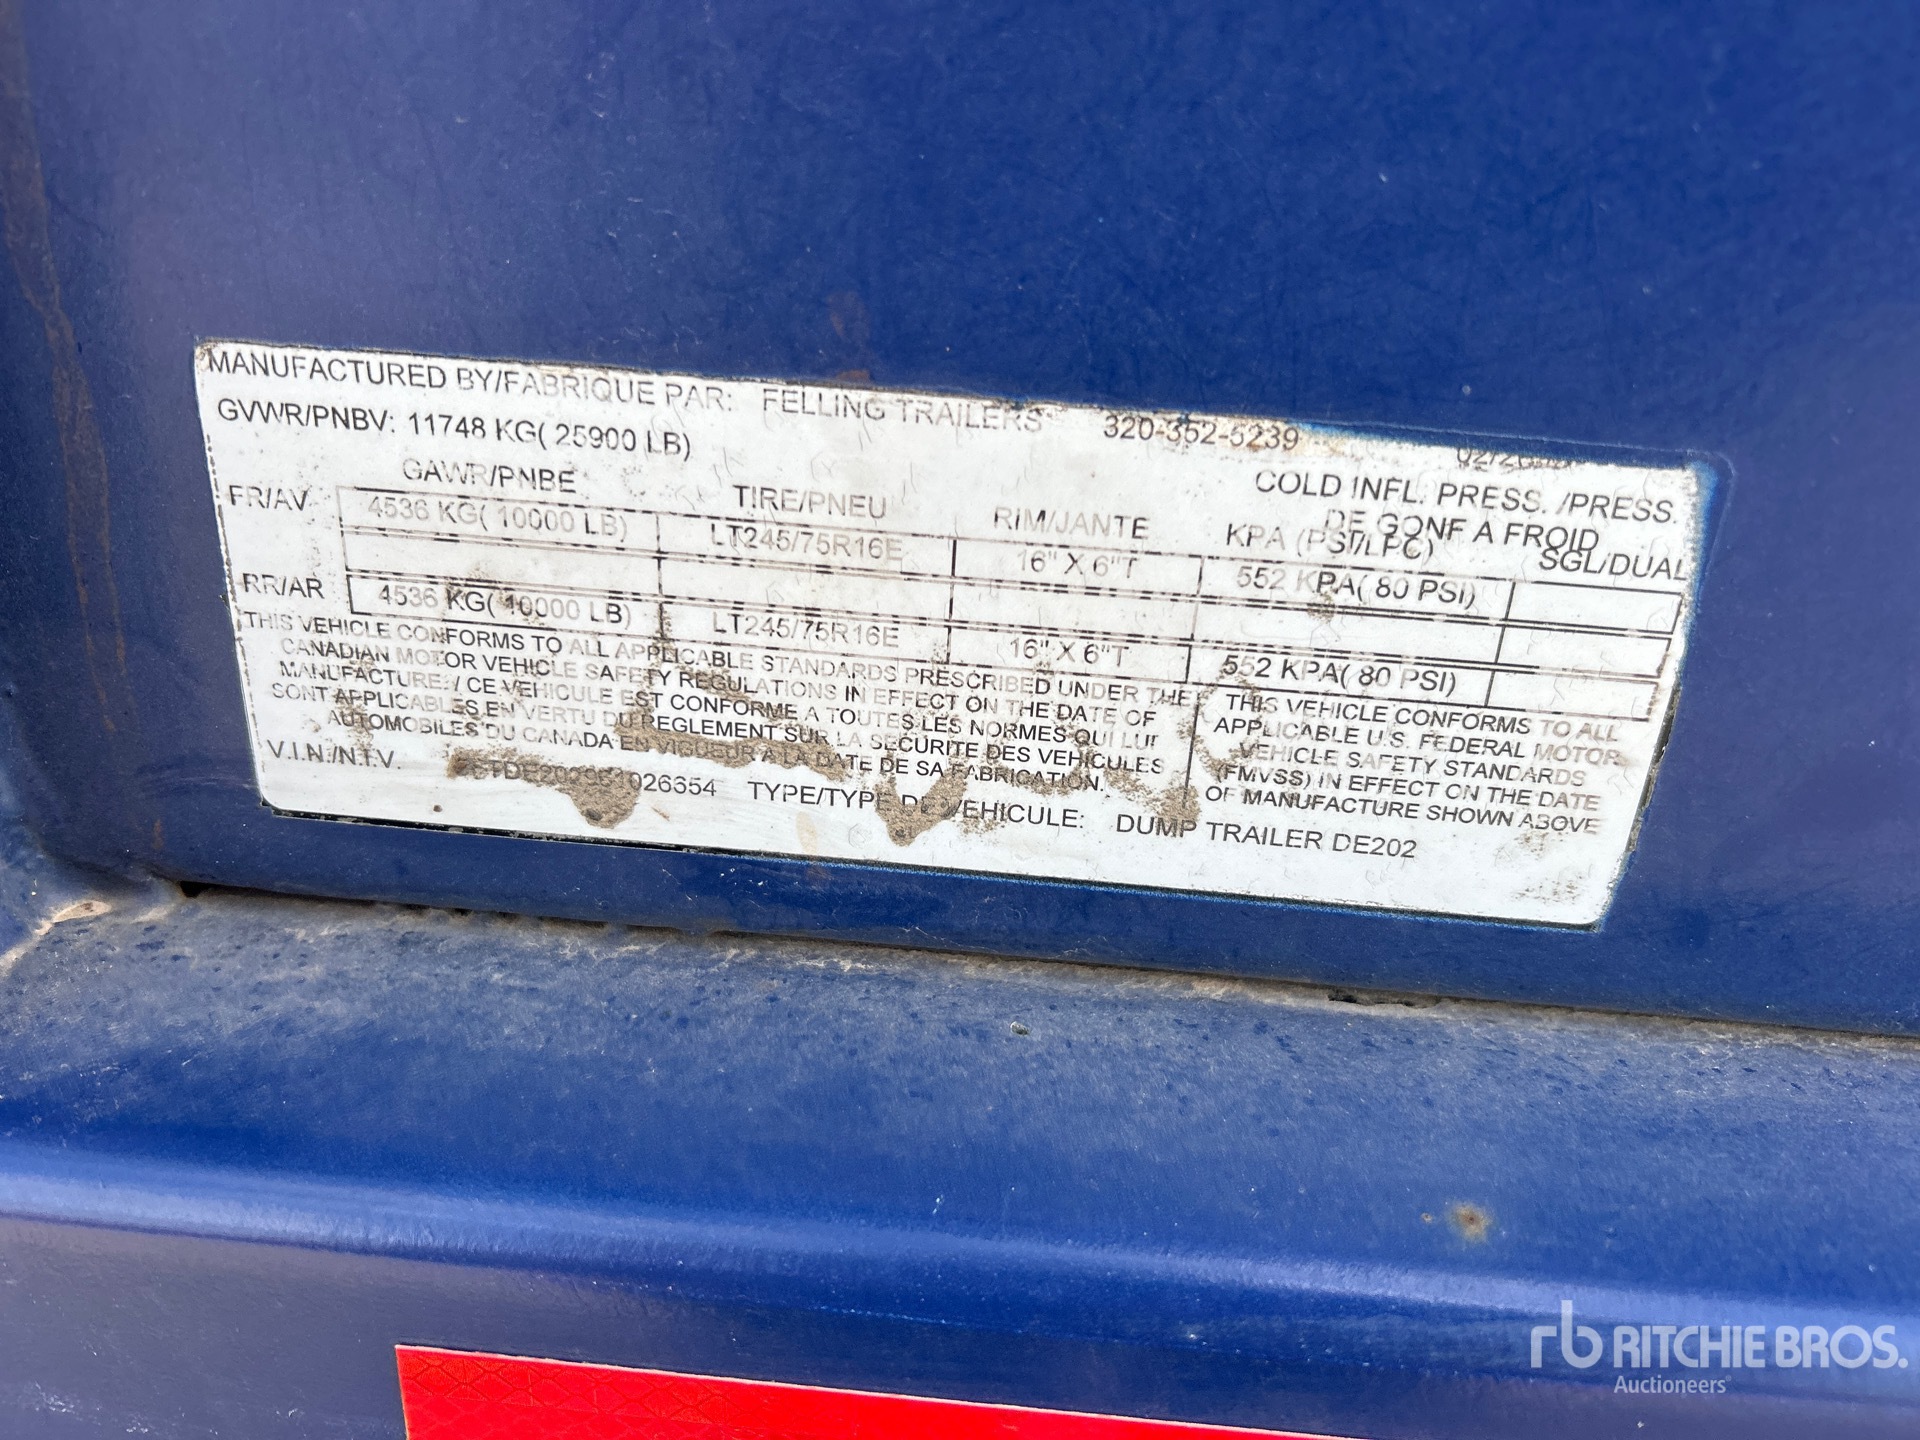 MANUFACTURED BY/FABRIQUE PAR: FELLING TRAILERS 320-352-5239
GVWR/PNBV: 11748 KG( 25900 LB)
GAWR/PNBE TIRE/PNEU RIM/JANTE COLD INFL. PRESS. /PRESS. DE GONF A FROID
KPA (PSI/LPC) SGL/DUAL
FR/AV 4536 KG( 10000 LB) LT245/75R16E 16" X 6"T 552 KPA( 80 PSI)
RR/AR 4536 KG( 10000 LB) LT245/75R16E 16" X 6"T 552 KPA( 80 PSI)
THIS VEHICLE CONFORMS TO ALL APPLICABLE STANDARDS PRESCRIBED UNDER THE
CANADIAN MOTOR VEHICLE SAFETY REGULATIONS IN EFFECT ON THE DATE OF
MANUFACTURE. / CE VEHICULE EST CONFORME A TOUTES LES NORMES QUI LUI
SONT APPLICABLES EN VERTU DU REGLEMENT SUR LA SECURITE DES VEHICULES
AUTOMOBILES DU CANADA EN VIGUEUR A LA DATE DE SA FABRICATION.
THIS VEHICLE CONFORMS TO ALL
APPLICABLE U.S. FEDERAL MOTOR
VEHICLE SAFETY STANDARDS
(FMVSS) IN EFFECT ON THE DATE
OF MANUFACTURE SHOWN ABOVE
V.I.N./N.I.V. TYPE/TYPE DE VEHICULE: DUMP TRAILER DE202
rb RITCHIE BROS.
Auctioneers